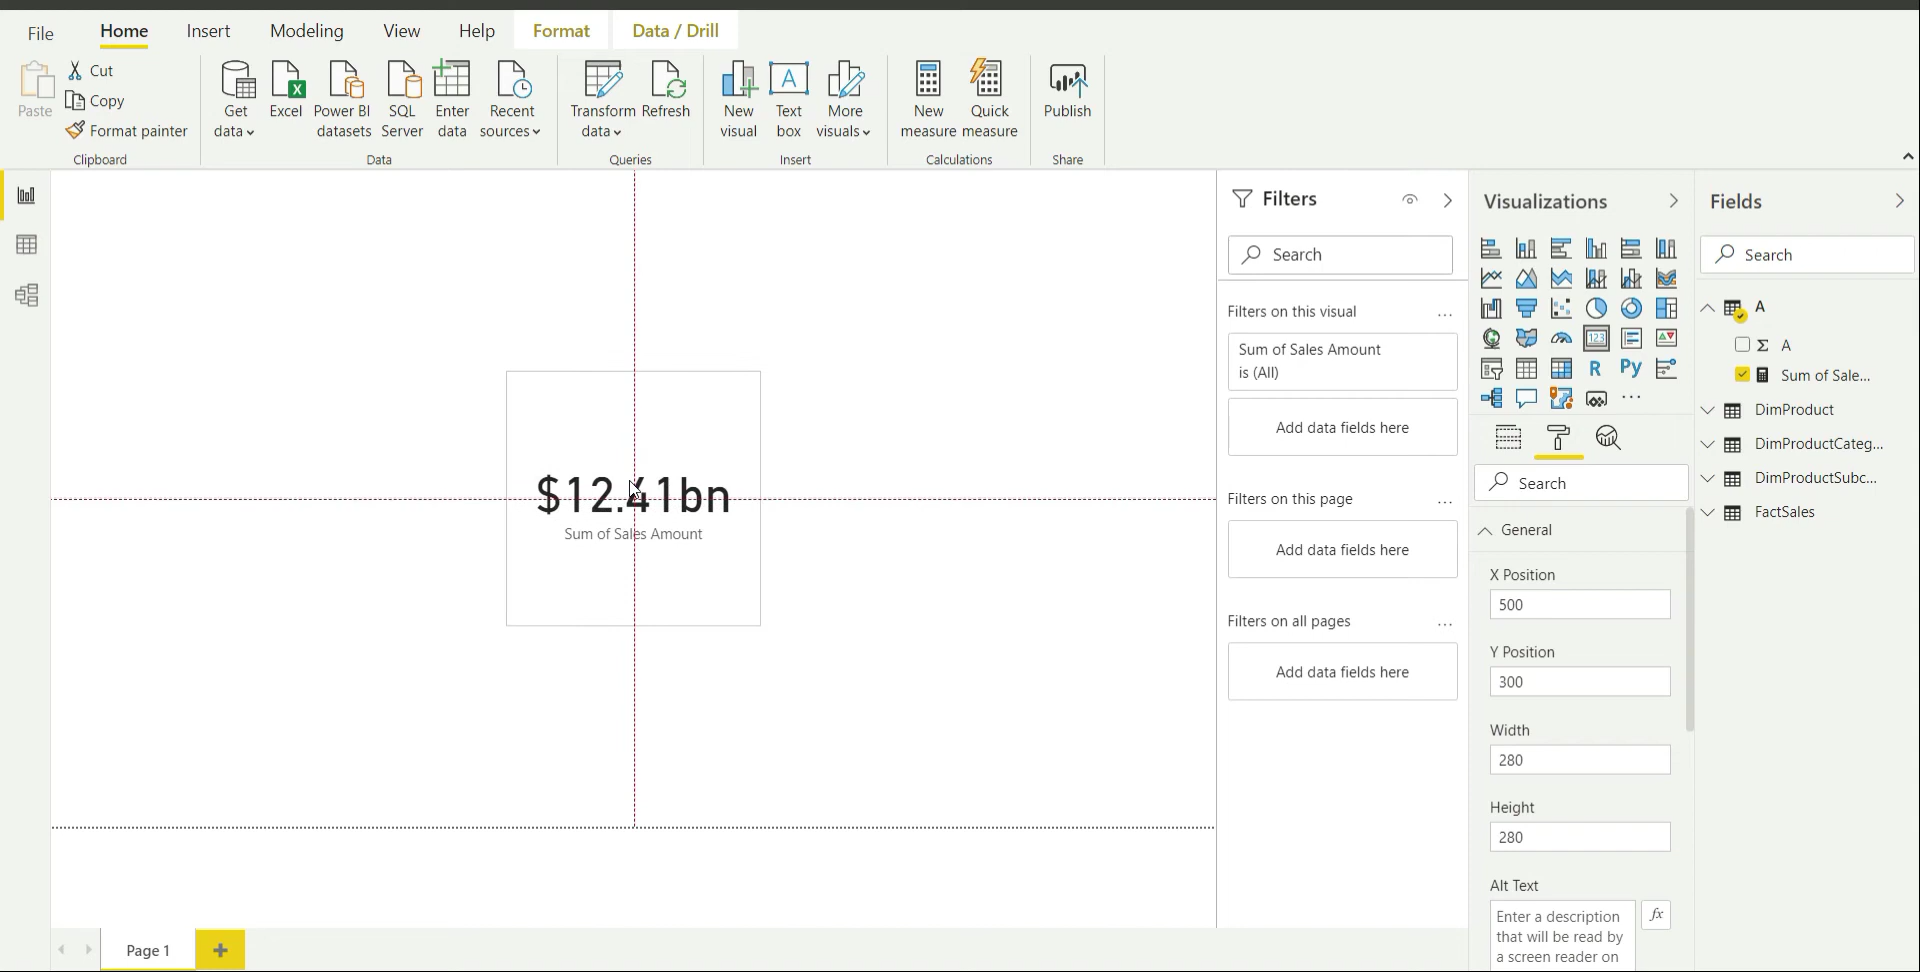 File
Home
Insert
Modeling
View
Help
Format
Data / Drill
Paste
Cut
Copy
Format painter
Clipboard
Get
data
Excel
Power BI
datasets
SQL
Server
Enter
data
Recent
sources
Data
Transform
data
Refresh
Queries
New
visual
A
Text
box
More
visuals
Insert
New
measure
Quick
measure
Calculations
Publish
Share
$12.41bn
Sum of Sales Amount
Filters
Search
Filters on this visual
...
Sum of Sales Amount
is (All)
Add data fields here
Filters on this page
...
Add data fields here
Filters on all pages
...
Add data fields here
Visualizations
123
R
Py
...
Search
General
X Position
500
Y Position
300
Width
280
Height
280
Alt Text
Enter a description
that will be read by
a screen reader on
fx
Fields
Search
A
Σ A
Sum of Sale...
DimProduct
DimProductCateg...
DimProductSubc...
FactSales
Page 1
+